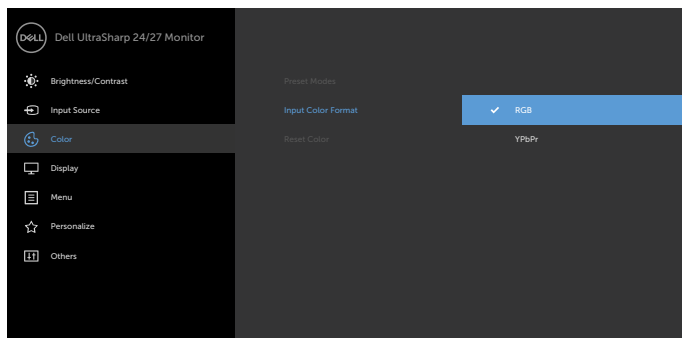 DELL Dell UltraSharp 24/27 Monitor
Brightness/Contrast
Preset Modes
Input Source
Input Color Format
✓ RGB
Color
Reset Color
YPbPr
Display
Menu
Personalize
Others